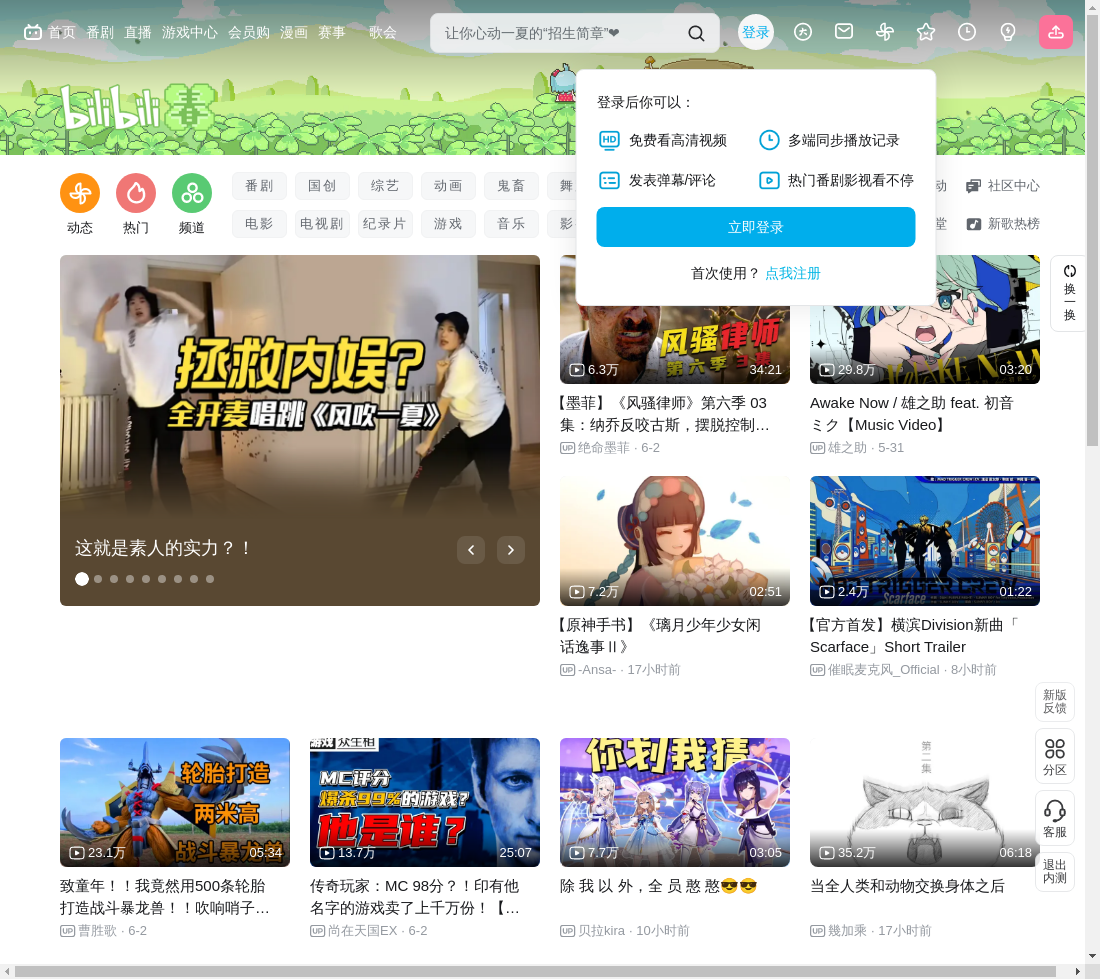 首页 番剧 直播 游戏中心 会员购 漫画 赛事 歌会
让你心动一夏的“招生简章”❤
登录
bilibili 春
登录后你可以：
HD 免费看高清视频
多端同步播放记录
发表弹幕/评论
热门番剧影视看不停
立即登录
首次使用？ 点我注册
动态 热门 频道
番剧 国创 综艺 动画 鬼畜 舞
动 社区中心
电影 电视剧 纪录片 游戏 音乐 影
堂 新歌热榜
换一换
拯救内娱?
全开麦唱跳《风吹一夏》
这就是素人的实力？！
风骚律师
第六季 3集
6.3万 34:21
【墨菲】《风骚律师》第六季 03
集：纳乔反咬古斯，摆脱控制…
UP 绝命墨菲 · 6-2
29.8万 03:20
Awake Now / 雄之助 feat. 初音
ミク【Music Video】
UP 雄之助 · 5-31
7.2万 02:51
【原神手书】《璃月少年少女闲
话逸事Ⅱ》
UP -Ansa- · 17小时前
Scarface
2.4万 01:22
【官方首发】横滨Division新曲「
Scarface」Short Trailer
UP 催眠麦克风_Official · 8小时前
新版
反馈
分区
客服
退出
内测
轮胎打造
两米高
战斗暴龙兽
23.1万 05:34
致童年！！我竟然用500条轮胎
打造战斗暴龙兽！！吹响哨子…
UP 曹胜歌 · 6-2
游戏众生相
MC评分
爆杀99%的游戏?
他是谁？
13.7万 25:07
传奇玩家：MC 98分？！印有他
名字的游戏卖了上千万份！【…
UP 尚在天国EX · 6-2
你划我猜
7.7万 03:05
除 我 以 外，全 员 憨 憨😎😎
UP 贝拉kira · 10小时前
第二集
35.2万 06:18
当全人类和动物交换身体之后
UP 幾加乘 · 17小时前